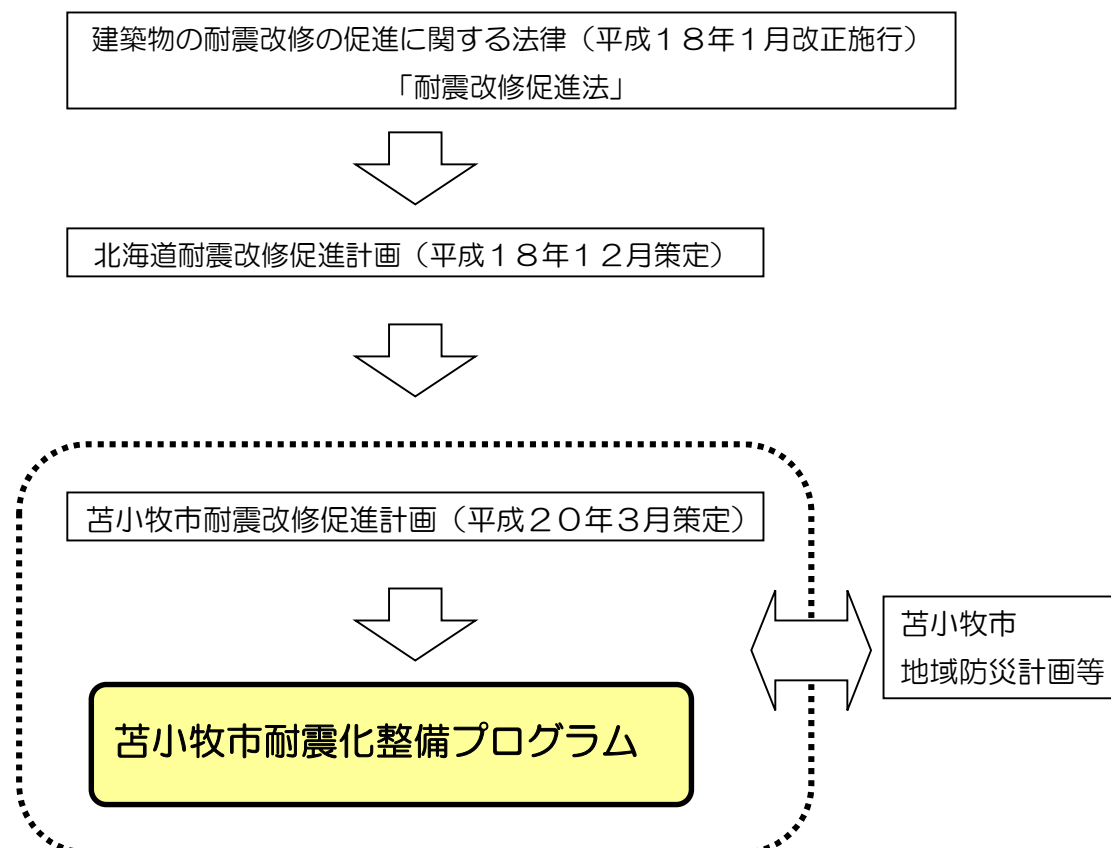 建築物の耐震改修の促進に関する法律（平成１８年１月改正施行）
「耐震改修促進法」
北海道耐震改修促進計画（平成１８年１２月策定）
苫小牧市耐震改修促進計画（平成２０年３月策定）
苫小牧市
地域防災計画等
苫小牧市耐震化整備プログラム